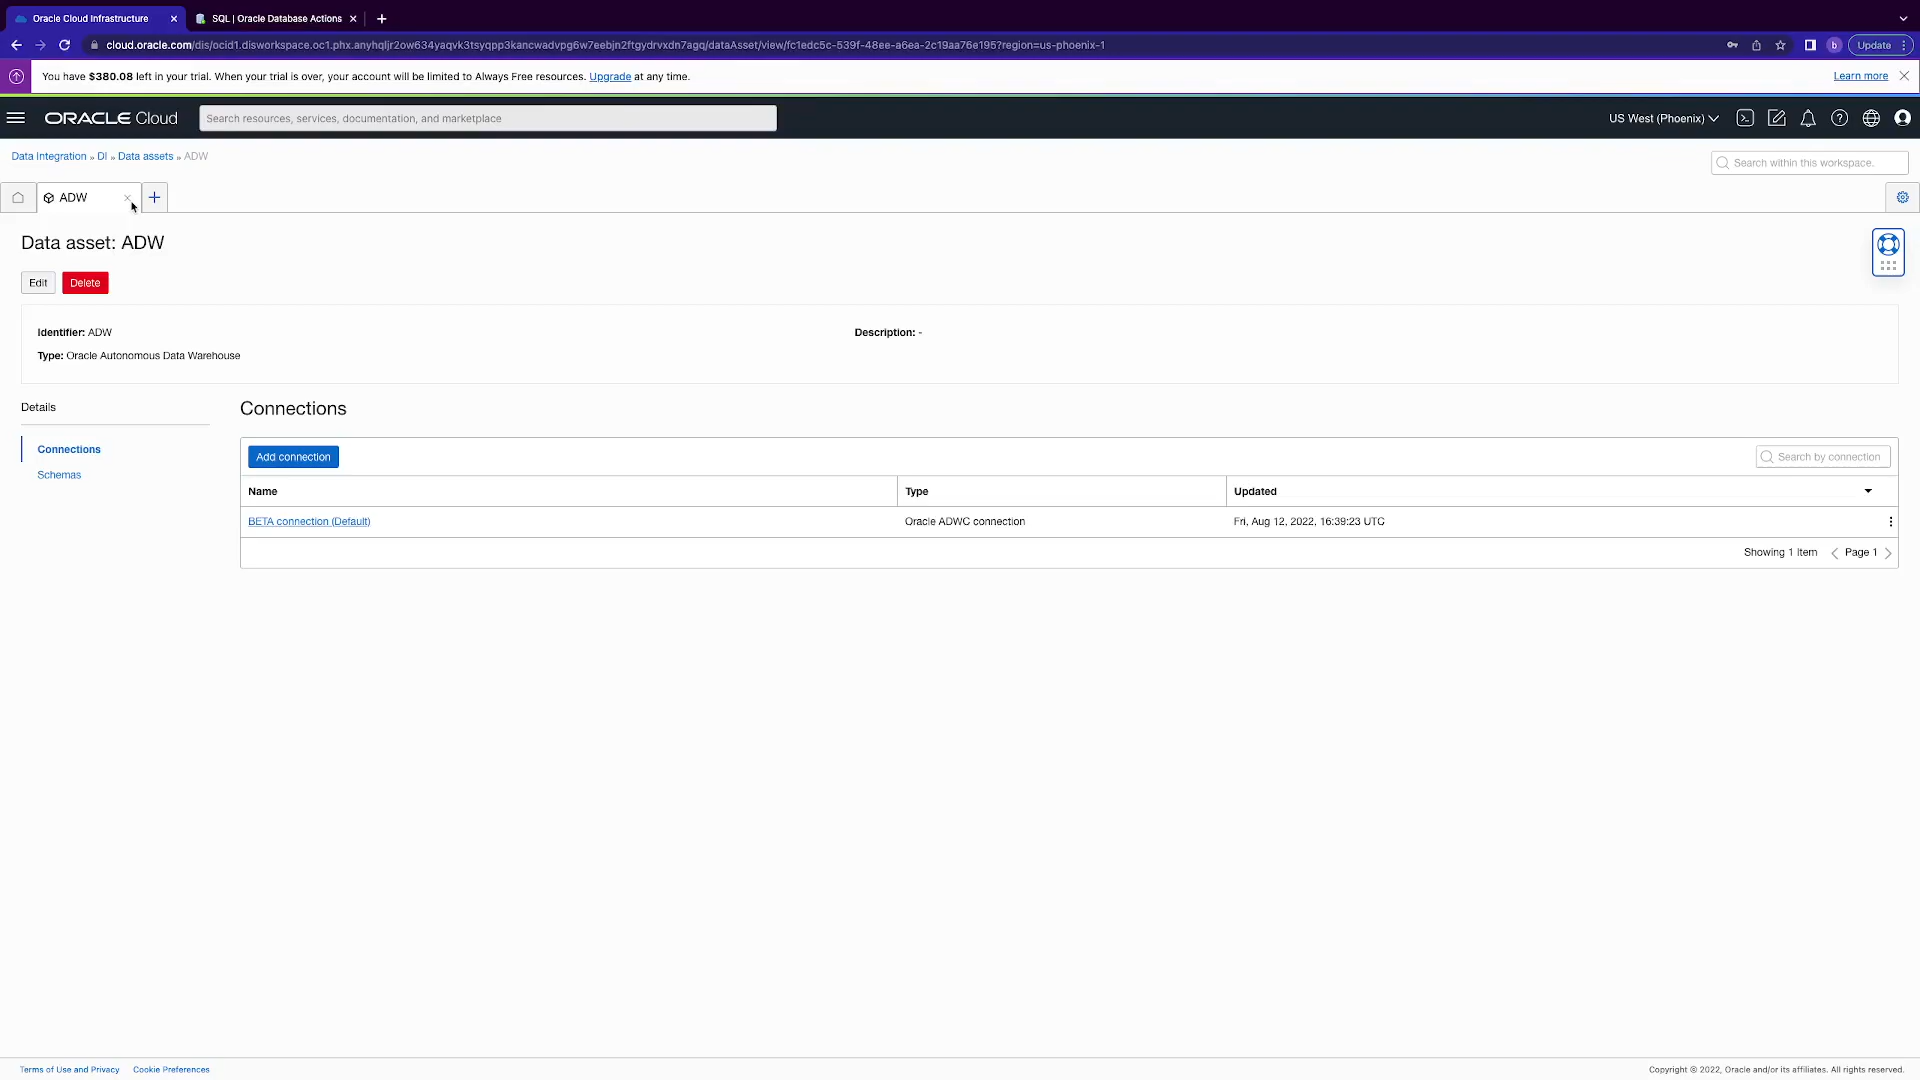 Oracle Cloud Infrastructure
SQL | Oracle Database Actions
cloud.oracle.com/dis/ocid1.disworkspace.oc1.phx.anyhqljr2ow634yaqvk3tsyqpp3kancwadvpg6w7eebjn2ftgydrvxdn7agq/dataAsset/view/fc1edc5c-539f-48ee-a6ea-2c19aa76e195?region=us-phoenix-1
b
Update
You have $380.08 left in your trial. When your trial is over, your account will be limited to Always Free resources. Upgrade at any time.
Learn more
ORACLE Cloud
Search resources, services, documentation, and marketplace
US West (Phoenix)
Data Integration » DI » Data assets » ADW
Search within this workspace.
ADW
Data asset: ADW
Edit
Delete
Identifier: ADW
Description: -
Type: Oracle Autonomous Data Warehouse
Details
Connections
Schemas
Connections
Add connection
Search by connection
Name
Type
Updated
BETA connection (Default)
Oracle ADWC connection
Fri, Aug 12, 2022, 16:39:23 UTC
Showing 1 Item
Page 1
Terms of Use and Privacy
Cookie Preferences
Copyright © 2022, Oracle and/or its affiliates. All rights reserved.